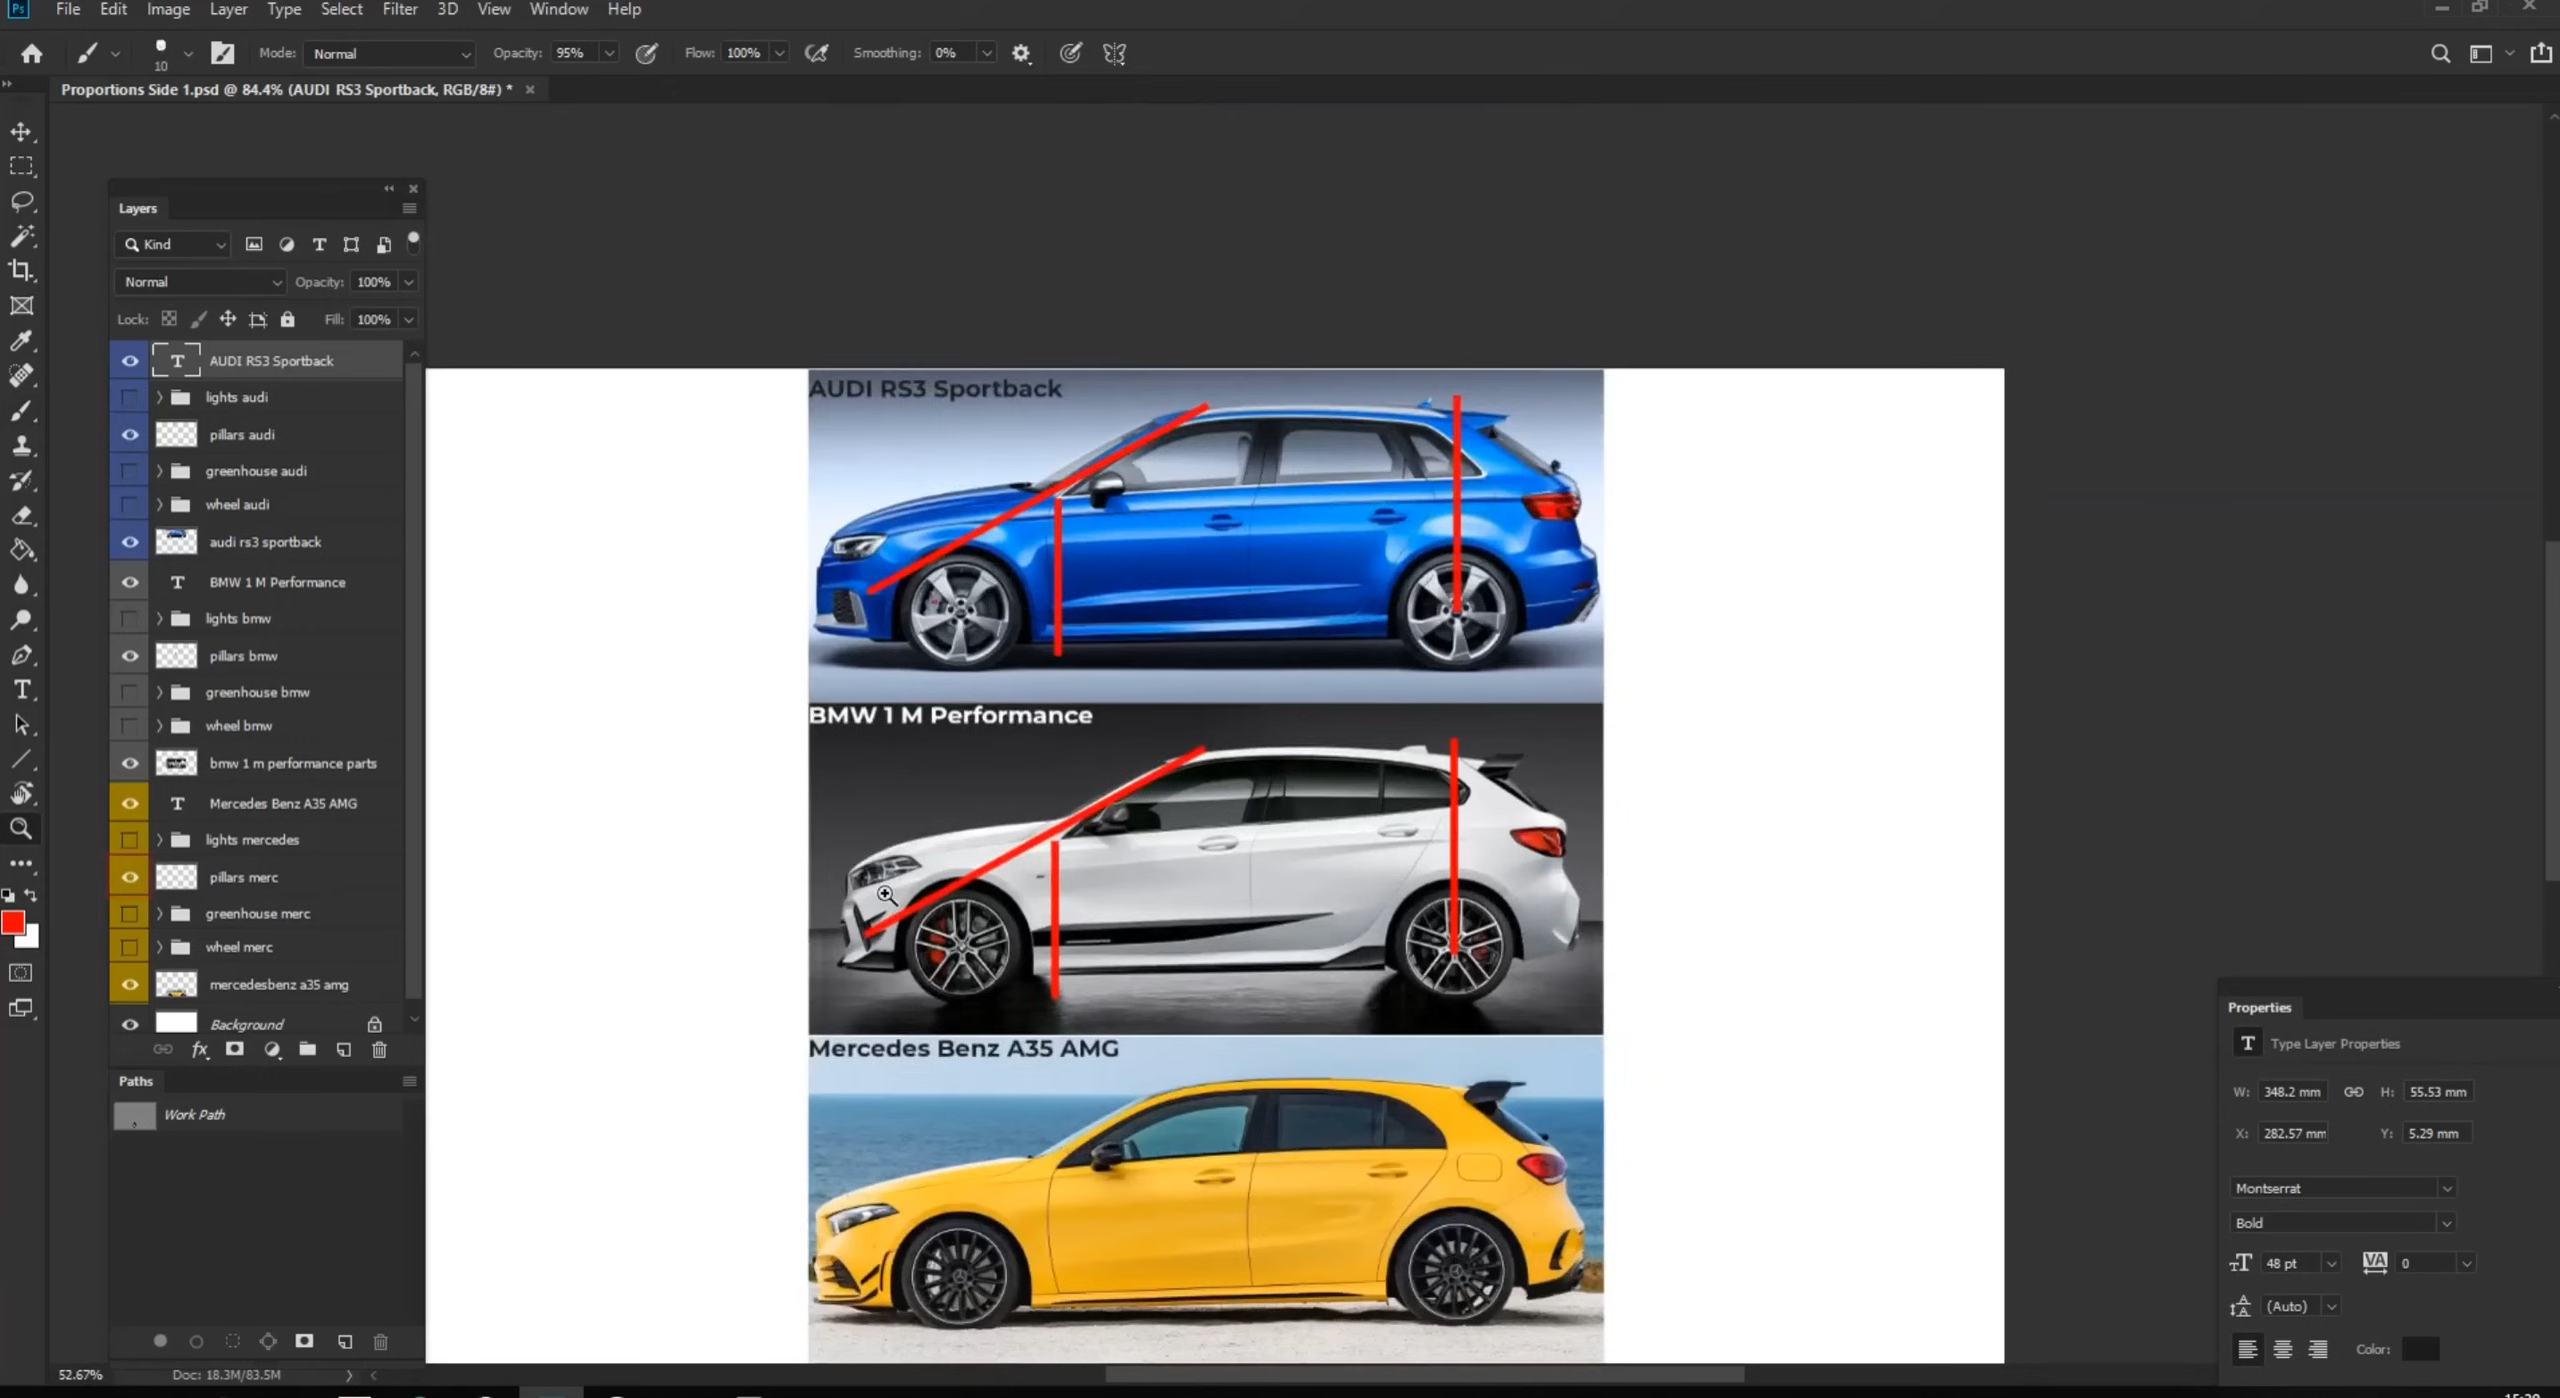 Ps File Edit Image Layer Type Select Filter 3D View Window Help
10 Mode: Normal Opacity: 95% Flow: 100% Smoothing: 0%
Proportions Side 1.psd @ 84.4% (AUDI RS3 Sportback, RGB/8#) *
Layers
Kind
Normal Opacity: 100%
Lock: Fill: 100%
AUDI RS3 Sportback
lights audi
pillars audi
greenhouse audi
wheel audi
audi rs3 sportback
BMW 1 M Performance
lights bmw
pillars bmw
greenhouse bmw
wheel bmw
bmw 1 m performance parts
Mercedes Benz A35 AMG
lights mercedes
pillars merc
greenhouse merc
wheel merc
mercedesbenz a35 amg
Background
Paths
Work Path
52.67% Doc: 18.3M/83.5M
AUDI RS3 Sportback
BMW 1 M Performance
Mercedes Benz A35 AMG
Properties
Type Layer Properties
W: 348.2 mm H: 55.53 mm
X: 282.57 mm Y: 5.29 mm
Montserrat
Bold
48 pt VA 0
(Auto)
Color: